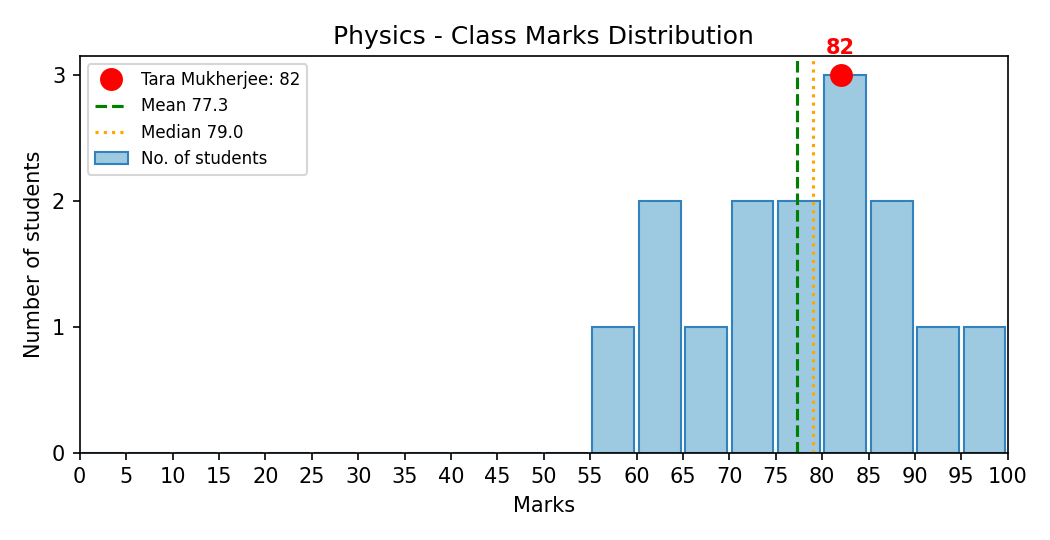 Physics - Class Marks Distribution
82
Tara Mukherjee: 82
Mean 77.3
Median 79.0
No. of students
Number of students
3
2
1
0
0 5 10 15 20 25 30 35 40 45 50 55 60 65 70 75 80 85 90 95 100
Marks